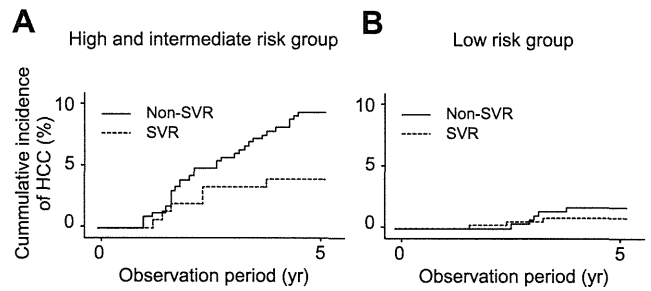 A
High and intermediate risk group
Cummulative incidence
of HCC (%)
10
5
0
Non-SVR
SVR
0
5
Observation period (yr)
B
Low risk group
10
5
0
Non-SVR
SVR
0
5
Observation period (yr)